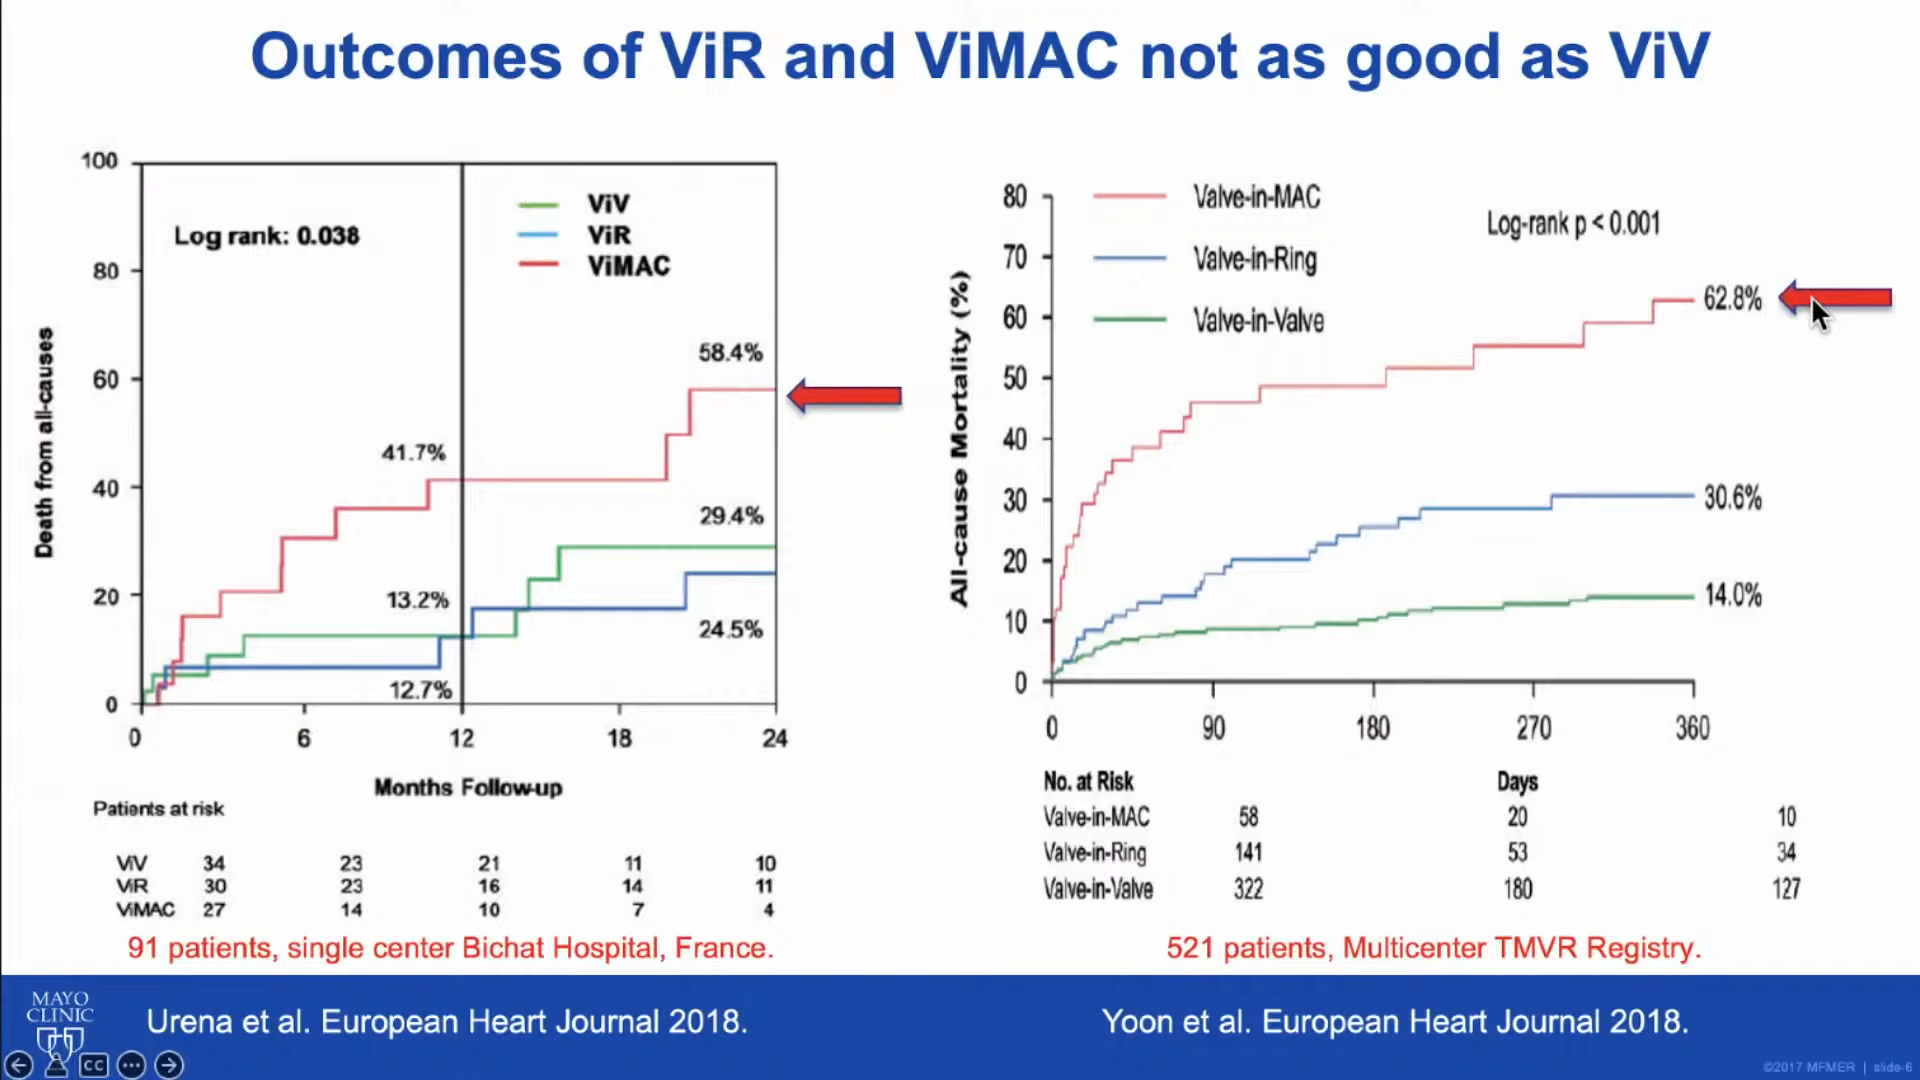 Outcomes of ViR and ViMAC not as good as ViV
100
80
60
40
20
0
Death from all-causes
Log rank: 0.038
ViV
ViR
ViMAC
58.4%
41.7%
29.4%
13.2%
24.5%
12.7%
0 6 12 18 24
Months Follow-up
Patients at risk
ViV 34 23 21 11 10
ViR 30 23 16 14 11
ViMAC 27 14 10 7 4
91 patients, single center Bichat Hospital, France.
80
70
60
50
40
30
20
10
0
All-cause Mortality (%)
Valve-in-MAC
Valve-in-Ring
Valve-in-Valve
Log-rank p < 0.001
62.8%
30.6%
14.0%
0 90 180 270 360
No. at Risk Days
Valve-in-MAC 58 20 10
Valve-in-Ring 141 53 34
Valve-in-Valve 322 180 127
521 patients, Multicenter TMVR Registry.
MAYO
CLINIC
Urena et al. European Heart Journal 2018.
Yoon et al. European Heart Journal 2018.
CC
©2017 MFMER | slide-6